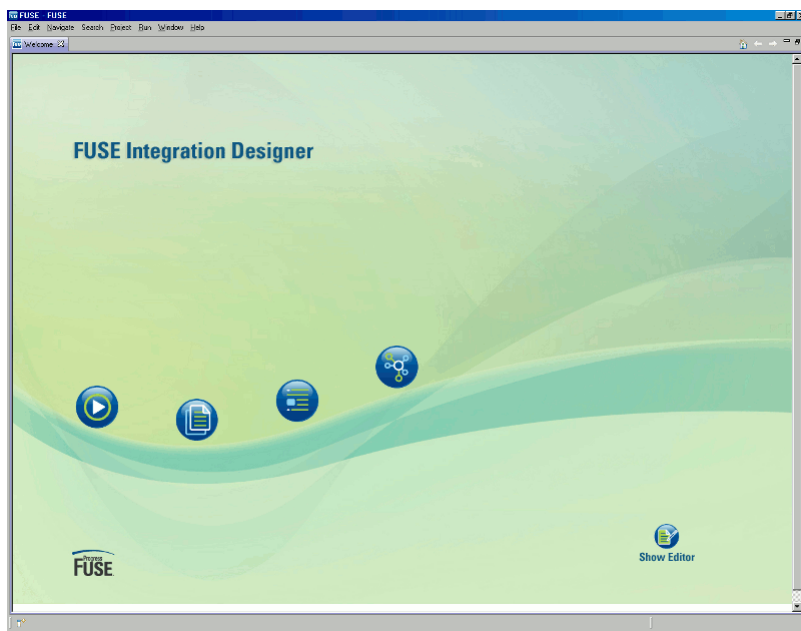 FUSE - FUSE
File Edit Navigate Search Project Run Window Help
Welcome
FUSE Integration Designer
Progress
FUSE
Show Editor